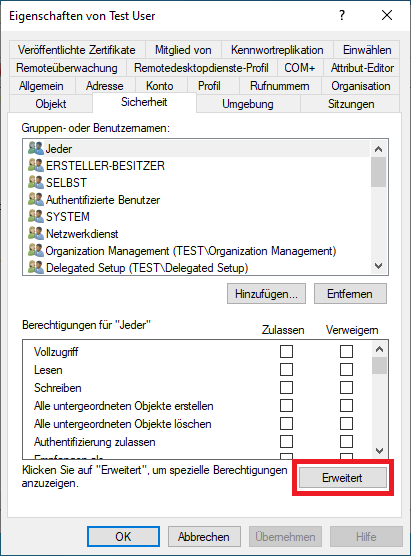 Eigenschaften von Test User
Veröffentlichte Zertifikate Mitglied von Kennwortreplikation Einwählen
Remoteüberwachung Remotedesktopdienste-Profil COM+ Attribut-Editor
Allgemein Adresse Konto Profil Rufnummern Organisation
Objekt Sicherheit Umgebung Sitzungen
Gruppen- oder Benutzernamen:
Jeder
ERSTELLER-BESITZER
SELBST
Authentifizierte Benutzer
SYSTEM
Netzwerkdienst
Organization Management (TEST\Organization Management)
Delegated Setup (TEST\Delegated Setup)
Hinzufügen... Entfernen
Berechtigungen für "Jeder" Zulassen Verweigern
Vollzugriff
Lesen
Schreiben
Alle untergeordneten Objekte erstellen
Alle untergeordneten Objekte löschen
Authentifizierung zulassen
Klicken Sie auf "Erweitert", um spezielle Berechtigungen
anzuzeigen.
Erweitert
OK Abbrechen Übernehmen Hilfe